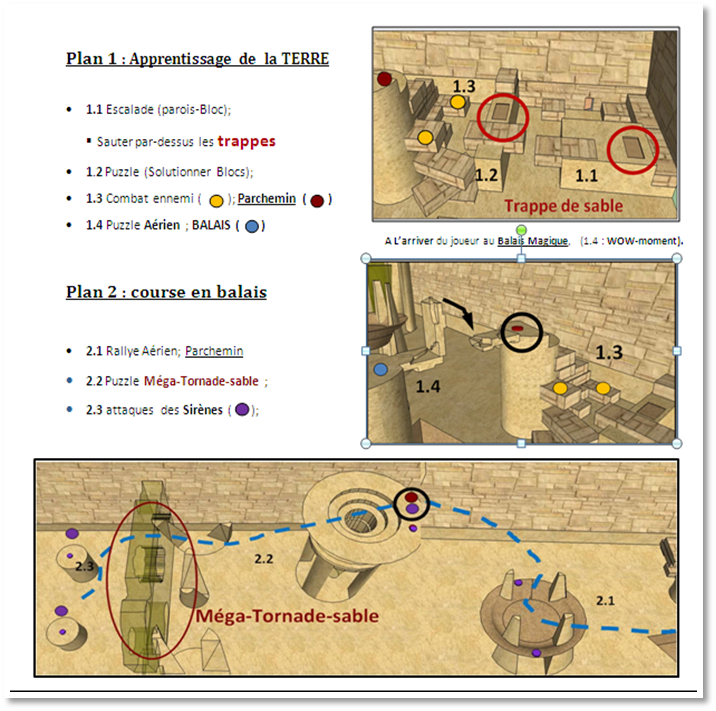 Plan 1 : Apprentissage de la TERRE
• 1.1 Escalade (parois-Bloc);
▪ Sauter par-dessus les trappes
• 1.2 Puzzle (Solutionner Blocs);
• 1.3 Combat ennemi ( ); Parchemin ( )
• 1.4 Puzzle Aérien ; BALAIS ( )
1.3
1.2
1.1
Trappe de sable
A L’arriver du joueur au Balais Magique, (1.4 : WOW-moment).
Plan 2 : course en balais
• 2.1 Rallye Aérien; Parchemin
• 2.2 Puzzle Méga-Tornade-sable ;
• 2.3 attaques des Sirènes ( );
1.3
1.4
2.3
2.2
2.1
Méga-Tornade-sable